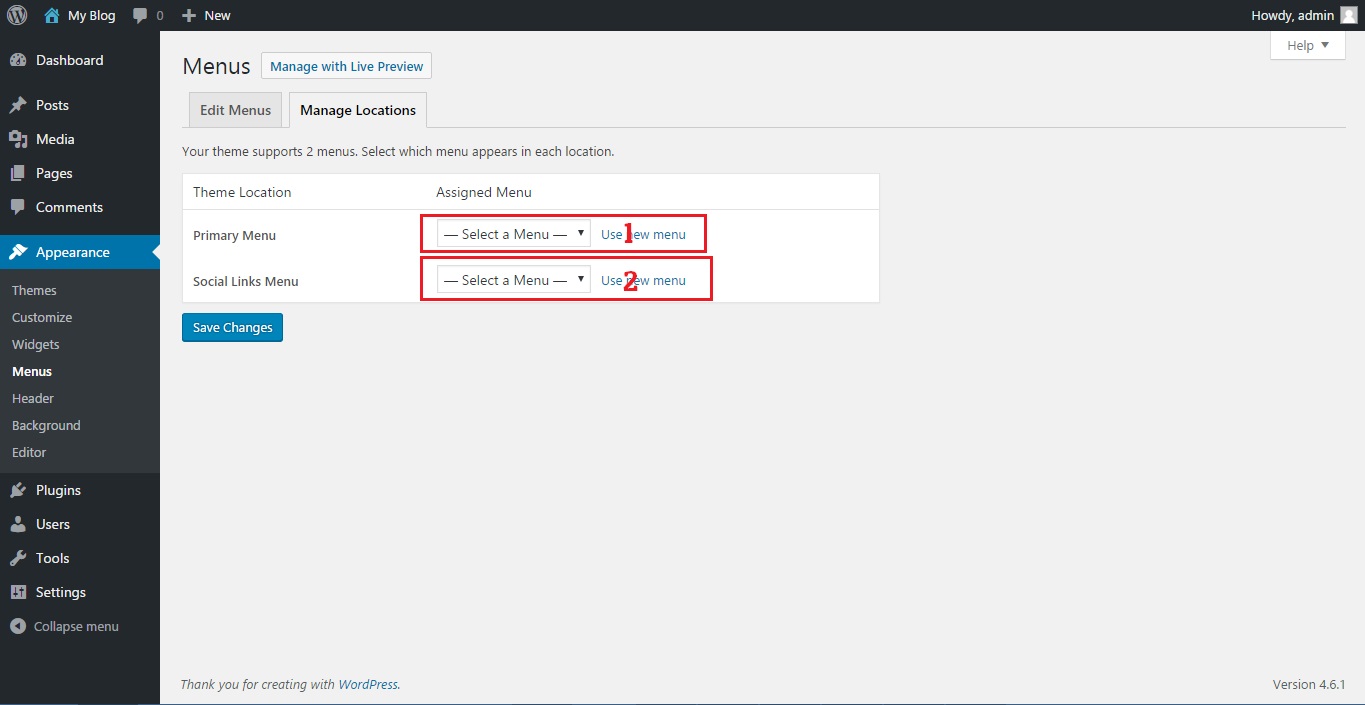 My Blog 0 New Howdy, admin
Help
Dashboard
Posts
Media
Pages
Comments
Appearance
Themes
Customize
Widgets
Menus
Header
Background
Editor
Plugins
Users
Tools
Settings
Collapse menu
Menus Manage with Live Preview
Edit Menus Manage Locations
Your theme supports 2 menus. Select which menu appears in each location.
Theme Location Assigned Menu
Primary Menu — Select a Menu — Use new menu
1
Social Links Menu — Select a Menu — Use new menu
2
Save Changes
Thank you for creating with WordPress. Version 4.6.1